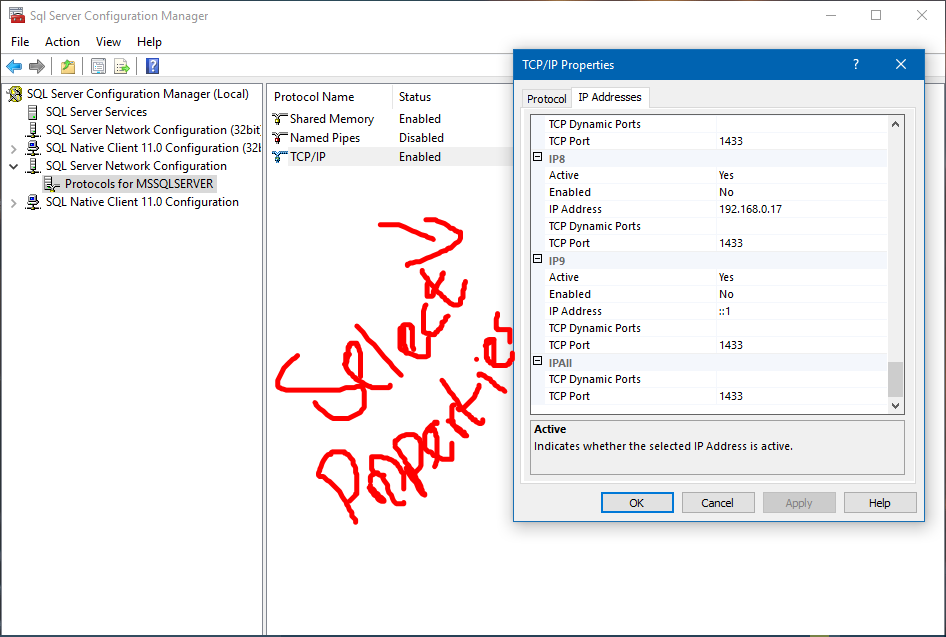 Sql Server Configuration Manager
File Action View Help
SQL Server Configuration Manager (Local)
SQL Server Services
SQL Server Network Configuration (32bit
SQL Native Client 11.0 Configuration (32l
SQL Server Network Configuration
Protocols for MSSQLSERVER
SQL Native Client 11.0 Configuration
Protocol Name Status
Shared Memory Enabled
Named Pipes Disabled
TCP/IP Enabled
Select
Properties
TCP/IP Properties
Protocol IP Addresses
TCP Dynamic Ports
TCP Port 1433
IP8
Active Yes
Enabled No
IP Address 192.168.0.17
TCP Dynamic Ports
TCP Port 1433
IP9
Active Yes
Enabled No
IP Address ::1
TCP Dynamic Ports
TCP Port 1433
IPAll
TCP Dynamic Ports
TCP Port 1433
Active
Indicates whether the selected IP Address is active.
OK Cancel Apply Help